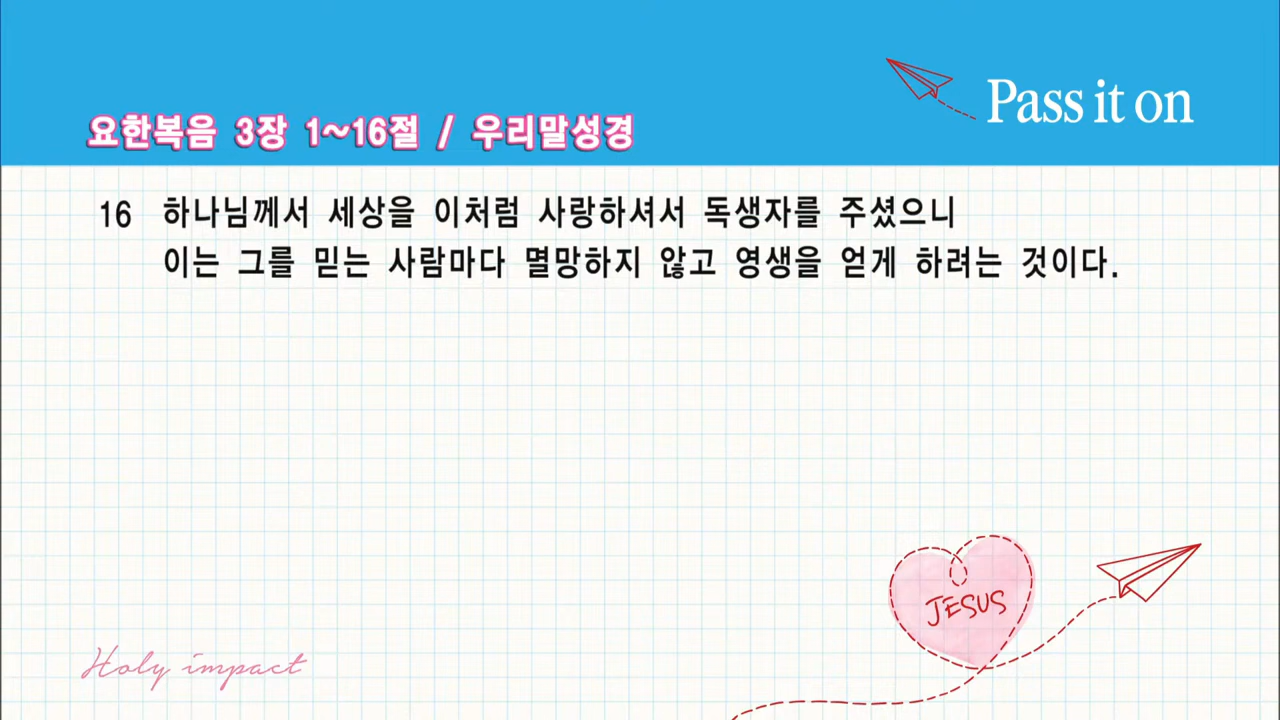 Pass it on
요한복음 3장 1~16절 / 우리말성경
16 하나님께서 세상을 이처럼 사랑하셔서 독생자를 주셨으니
이는 그를 믿는 사람마다 멸망하지 않고 영생을 얻게 하려는 것이다.
JESUS
Holy impact